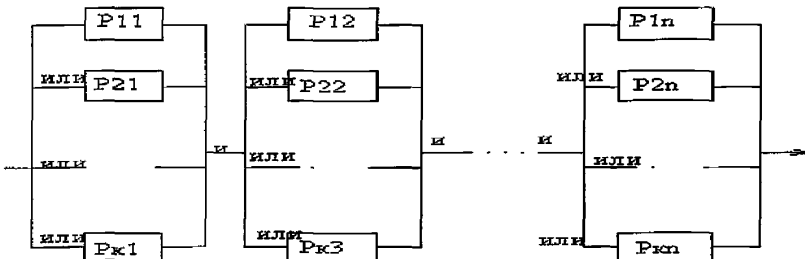 P11 P12 P1n
или P21 или P22 или P2n
и и и
или или или
или Pк1 или Pк3 или Pкn